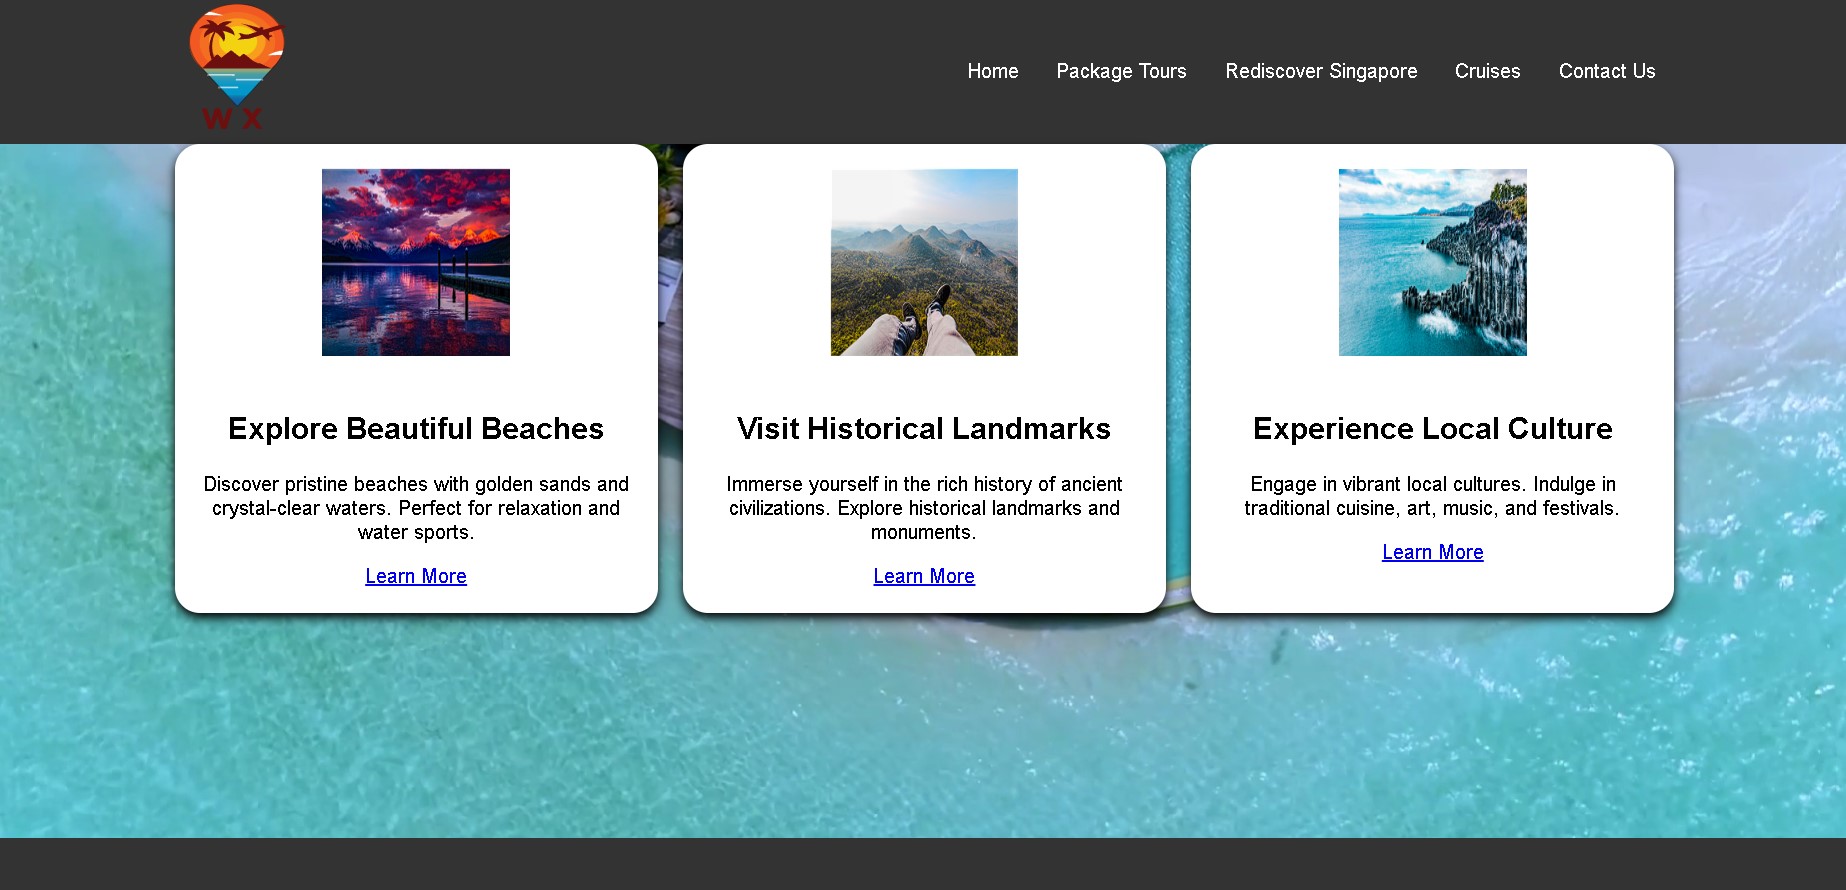 W X
Home Package Tours Rediscover Singapore Cruises Contact Us
Explore Beautiful Beaches
Discover pristine beaches with golden sands and
crystal-clear waters. Perfect for relaxation and
water sports.
Learn More
Visit Historical Landmarks
Immerse yourself in the rich history of ancient
civilizations. Explore historical landmarks and
monuments.
Learn More
Experience Local Culture
Engage in vibrant local cultures. Indulge in
traditional cuisine, art, music, and festivals.
Learn More